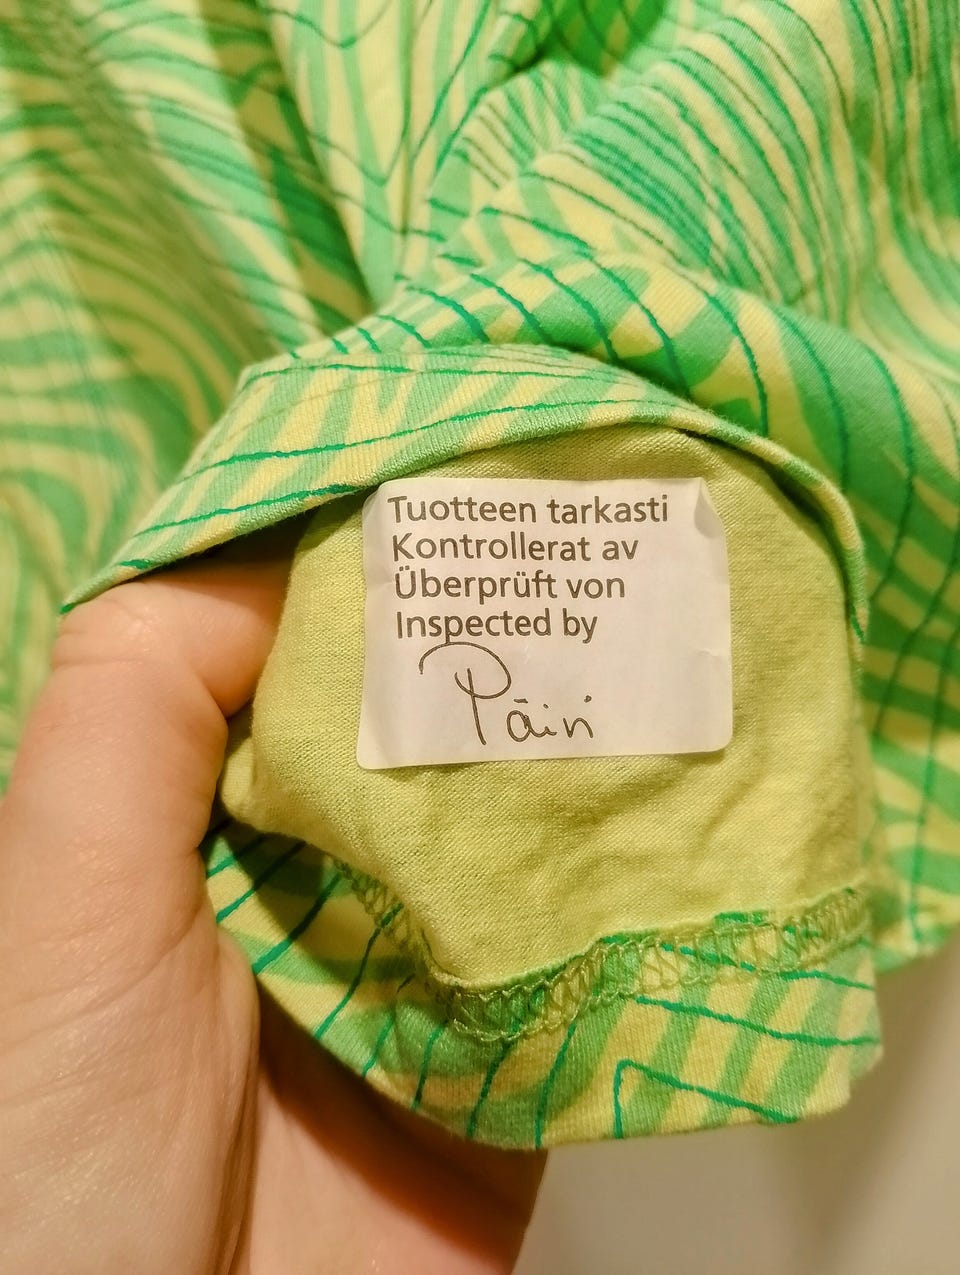 Tuotteen tarkasti
Kontrollerat av
Überprüft von
Inspected by
Päivi